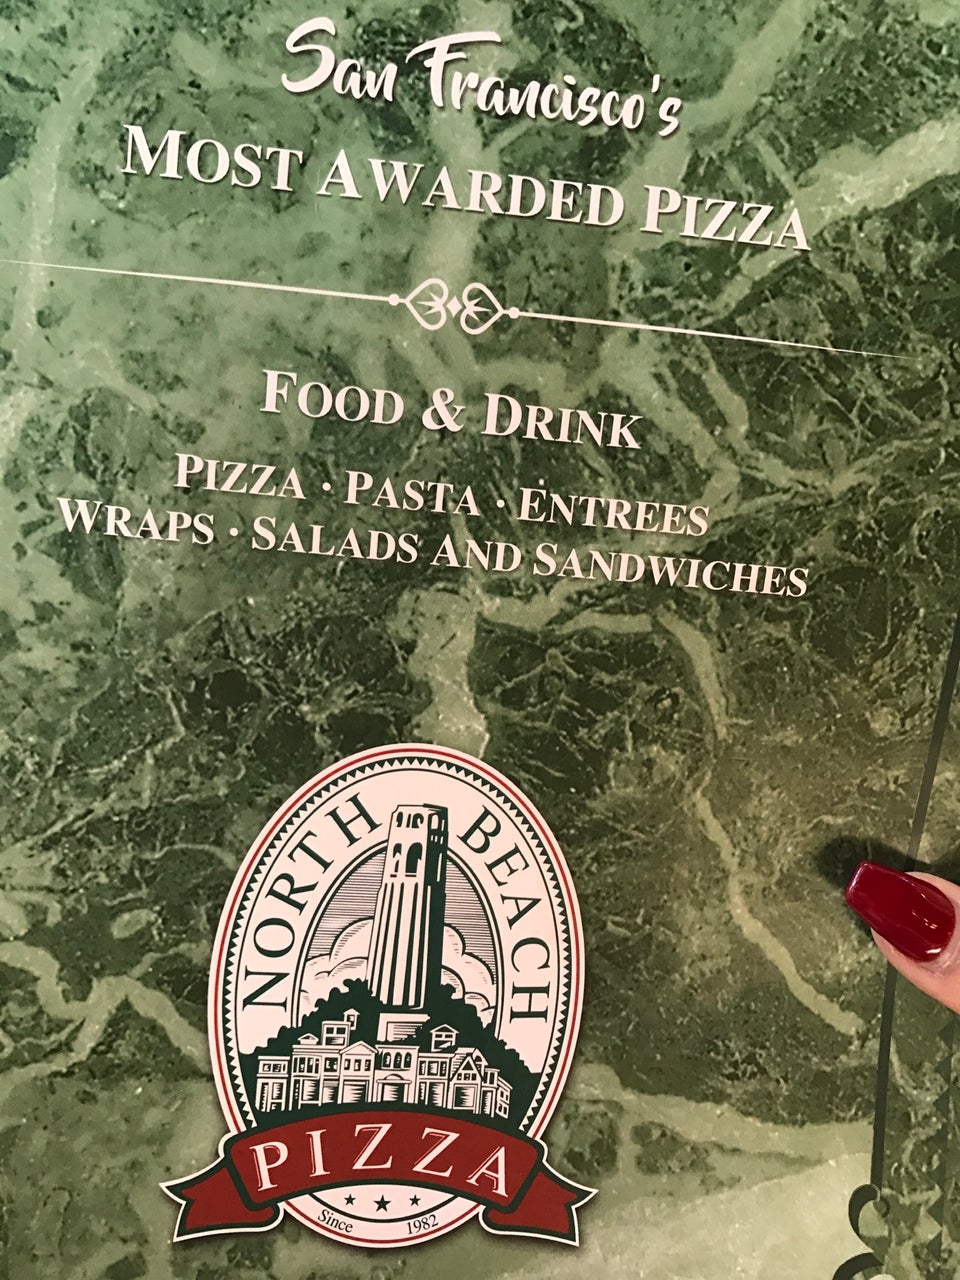 San Francisco's
MOST AWARDED PIZZA
FOOD & DRINK
PIZZA · PASTA · ENTREES
WRAPS · SALADS AND SANDWICHES
NORTH BEACH
PIZZA
Since 1982